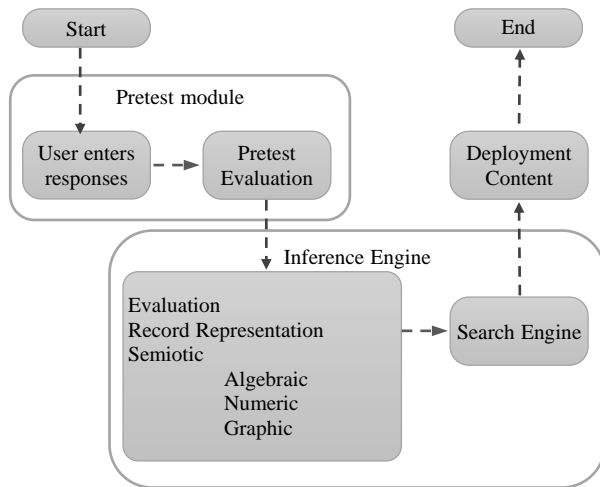 Start
End
Pretest module
User enters
responses
Pretest
Evaluation
Deployment
Content
Inference Engine
Evaluation
Record Representation
Semiotic
Algebraic
Numeric
Graphic
Search Engine